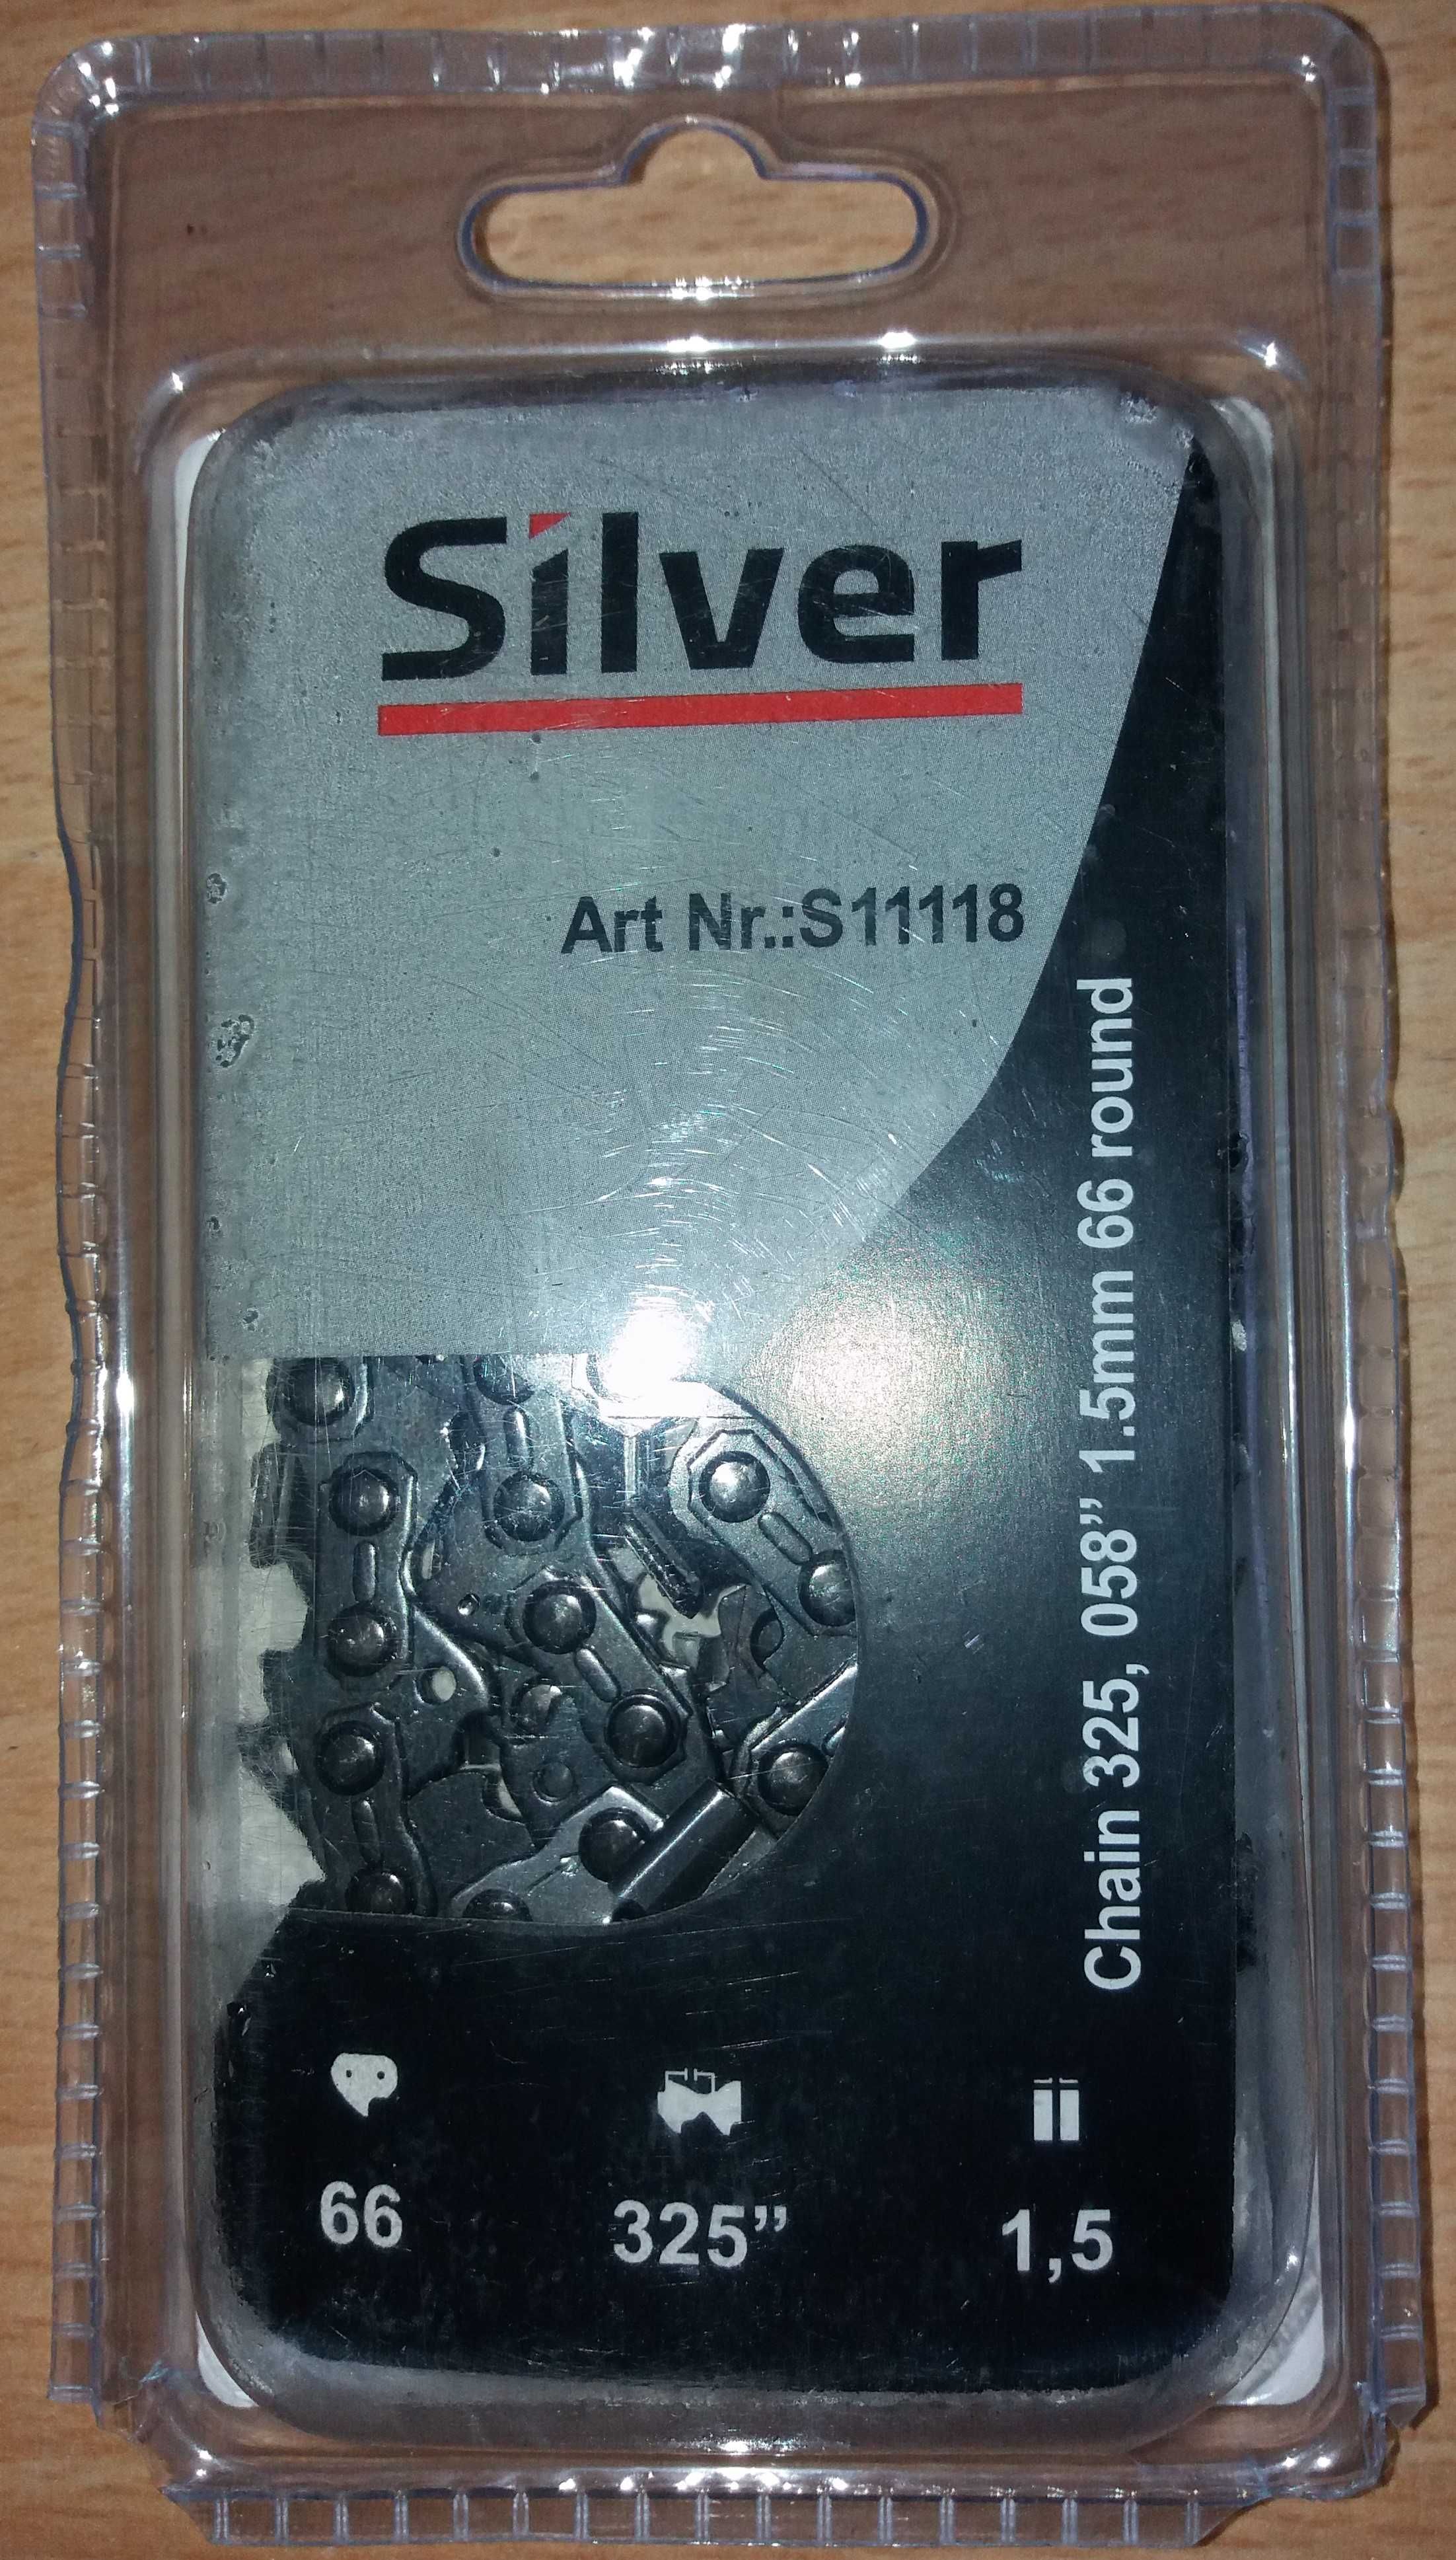 Silver
Art Nr.:S11118
Chain 325, 058” 1.5mm 66 round
66
325”
1,5